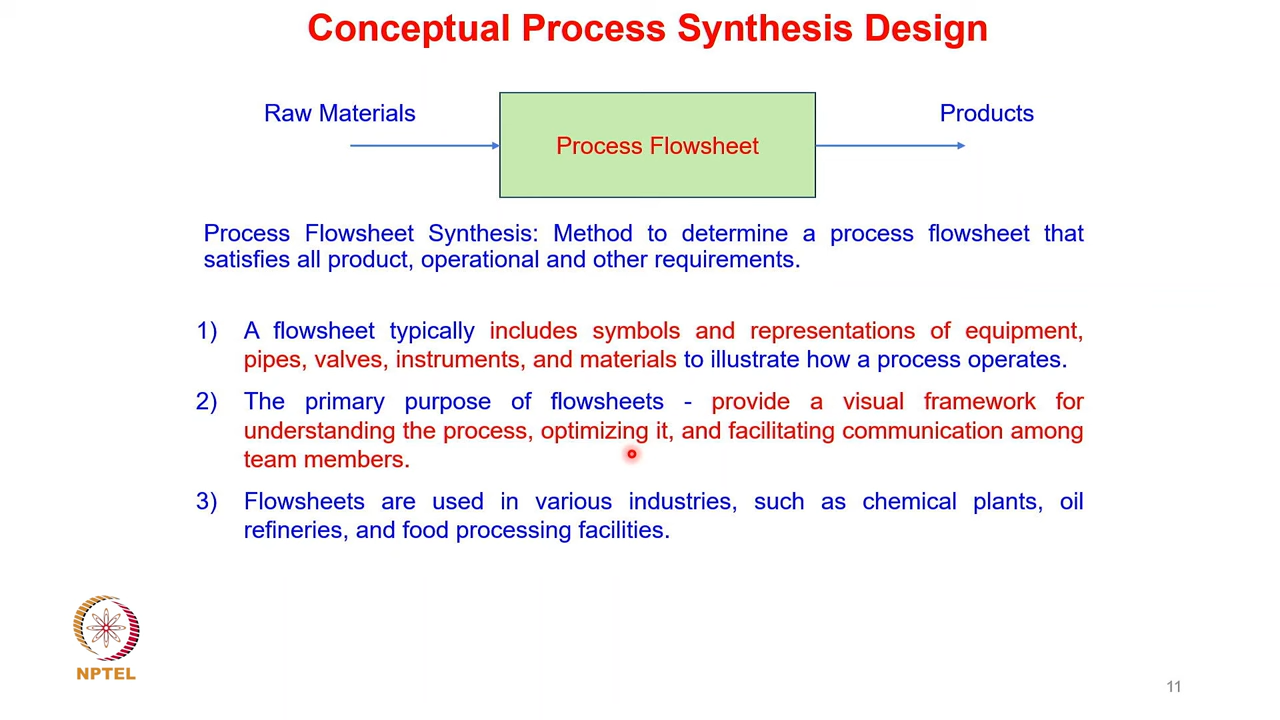 Conceptual Process Synthesis Design
Raw Materials
Process Flowsheet
Products
Process Flowsheet Synthesis: Method to determine a process flowsheet that
satisfies all product, operational and other requirements.
1) A flowsheet typically includes symbols and representations of equipment,
pipes, valves, instruments, and materials to illustrate how a process operates.
2) The primary purpose of flowsheets - provide a visual framework for
understanding the process, optimizing it, and facilitating communication among
team members.
3) Flowsheets are used in various industries, such as chemical plants, oil
refineries, and food processing facilities.
NPTEL
11